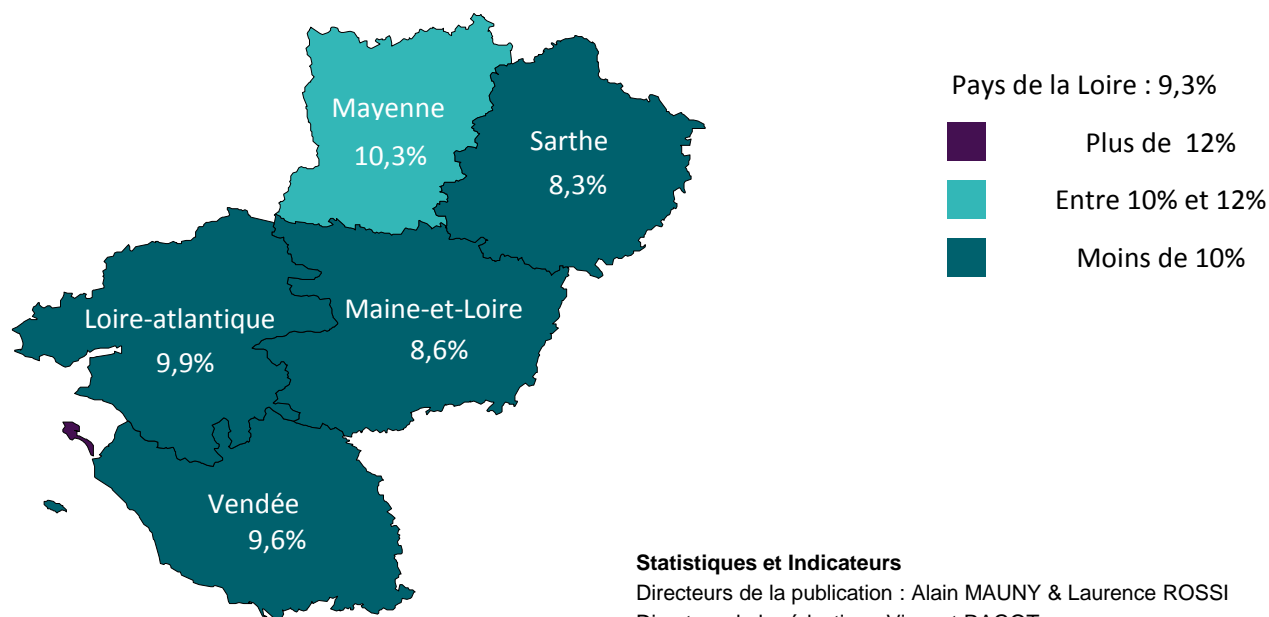 Mayenne
10,3%
Sarthe
8,3%
Loire-atlantique
9,9%
Maine-et-Loire
8,6%
Vendée
9,6%
Pays de la Loire : 9,3%
Plus de 12%
Entre 10% et 12%
Moins de 10%
Statistiques et Indicateurs
Directeurs de la publication : Alain MAUNY & Laurence ROSSI